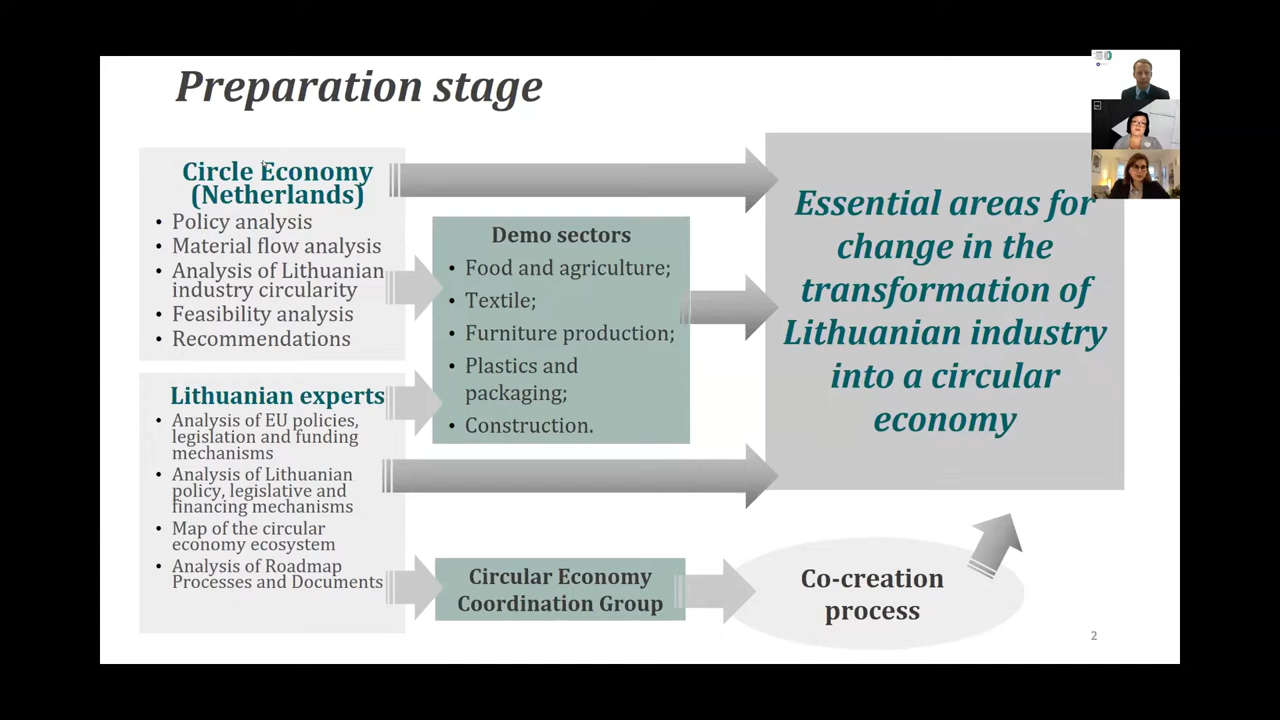 Preparation stage
Circle Economy
(Netherlands)
• Policy analysis
• Material flow analysis
• Analysis of Lithuanian
industry circularity
• Feasibility analysis
• Recommendations
Lithuanian experts
• Analysis of EU policies,
legislation and funding
mechanisms
• Analysis of Lithuanian
policy, legislative and
financing mechanisms
• Map of the circular
economy ecosystem
• Analysis of Roadmap
Processes and Documents
Demo sectors
• Food and agriculture;
• Textile;
• Furniture production;
• Plastics and
packaging;
• Construction.
Circular Economy
Coordination Group
Co-creation
process
Essential areas for
change in the
transformation of
Lithuanian industry
into a circular
economy
2